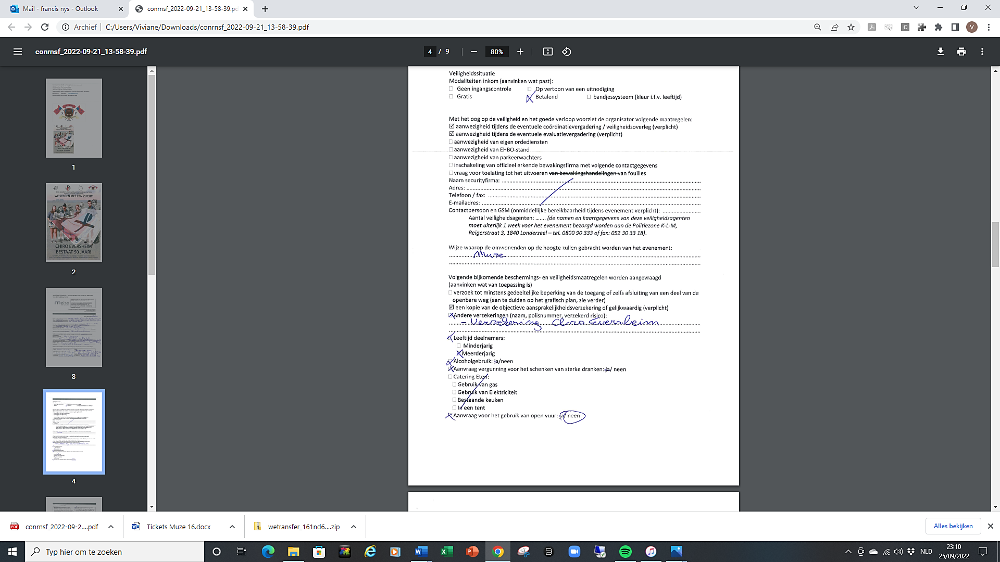 Mail - francis nys - Outlook
conrnsf_2022-09-21_13-58-39.pd
Archief
C:/Users/Viviane/Downloads/conrnsf_2022-09-21_13-58-39.pdf
V
conrnsf_2022-09-21_13-58-39.pdf
4 / 9
80%
1
WE STEGEN MET EEN ZUCHT!
CHIRO EVERSHEIM
BESTAAT 50 JAAR!
2
meise
3
4
Veiligheidssituatie
Modaliteiten inkom (aanvinken wat past):
Geen ingangscontrole Op vertoon van een uitnodiging
Gratis Betalend bandjessysteem (kleur i.f.v. leeftijd)
Met het oog op de veiligheid en het goede verloop voorziet de organisator volgende maatregelen:
aanwezigheid tijdens de eventuele coördinatievergadering / veiligheidsoverleg (verplicht)
aanwezigheid tijdens de eventuele evaluatievergadering (verplicht)
aanwezigheid van eigen ordediensten
aanwezigheid van EHBO-stand
aanwezigheid van parkeerwachters
inschakeling van officieel erkende bewakingsfirma met volgende contactgegevens
vraag voor toelating tot het uitvoeren van bewakingshandelingen van fouilles
Naam securityfirma:
Adres:
Telefoon / fax:
E-mailadres:
Contactpersoon en GSM (onmiddellijke bereikbaarheid tijdens evenement verplicht):
Aantal veiligheidsagenten: ....... (de namen en kaartgegevens van deze veiligheidsagenten
moet uiterlijk 1 week voor het evenement bezorgd worden aan de Politiezone K-L-M,
Reigerstraat 3, 1840 Londerzeel – tel. 0800 90 333 of fax: 052 30 33 18).
Wijze waarop de omwonenden op de hoogte zullen gebracht worden van het evenement:
Muze
Volgende bijkomende beschermings- en veiligheidsmaatregelen worden aangevraagd
(aanvinken wat van toepassing is)
verzoek tot minstens gedeeltelijke beperking van de toegang of zelfs afsluiting van een deel van de
openbare weg (aan te duiden op het grafisch plan, zie verder)
een kopie van de objectieve aansprakelijkheidsverzekering of gelijkwaardig (verplicht)
Andere verzekeringen (naam, polisnummer, verzekerd risico):
- Verzekering Chiro Eversheim
Leeftijd deelnemers:
Minderjarig
Meerderjarig
Alcoholgebruik: ja/neen
Aanvraag vergunning voor het schenken van sterke dranken: ja/ neen
Catering Eten:
Gebruik van gas
Gebruik van Elektriciteit
Bestaande keuken
In een tent
Aanvraag voor het gebruik van open vuur: ja/ neen
conrnsf_2022-09-2....pdf
Tickets Muze 16.docx
wetransfer_161nd6....zip
Alles bekijken
Typ hier om te zoeken
NLD
23:10
25/09/2022